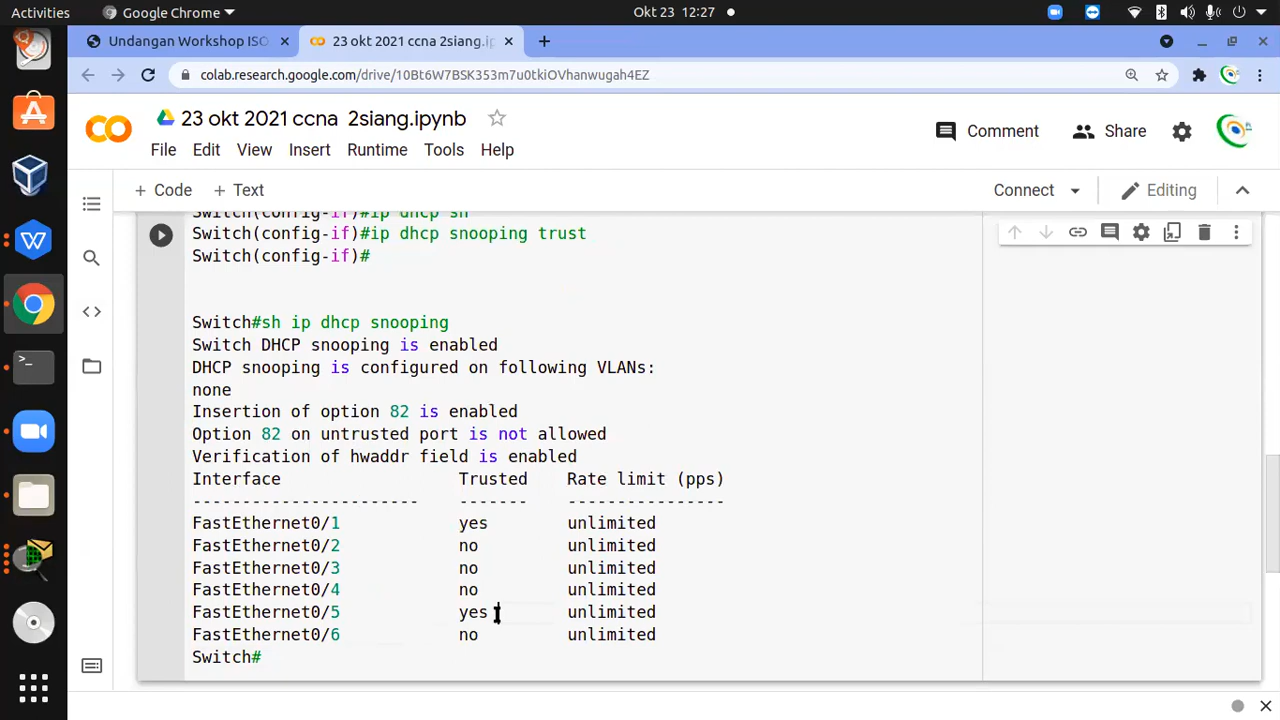 Activities
Google Chrome
Okt 23 12:27
Undangan Workshop ISO
23 okt 2021 ccna 2siang.ip
colab.research.google.com/drive/10Bt6W7BSK353m7u0tkiOVhanwugah4EZ
23 okt 2021 ccna 2siang.ipynb
Comment
Share
File Edit View Insert Runtime Tools Help
+ Code + Text
Connect
Editing
Switch(config-if)#ip dhcp sh
Switch(config-if)#ip dhcp snooping trust
Switch(config-if)#
Switch#sh ip dhcp snooping
Switch DHCP snooping is enabled
DHCP snooping is configured on following VLANs:
none
Insertion of option 82 is enabled
Option 82 on untrusted port is not allowed
Verification of hwaddr field is enabled
Interface Trusted Rate limit (pps)
----------------------- ------- ----------------
FastEthernet0/1 yes unlimited
FastEthernet0/2 no unlimited
FastEthernet0/3 no unlimited
FastEthernet0/4 no unlimited
FastEthernet0/5 yes unlimited
FastEthernet0/6 no unlimited
Switch#